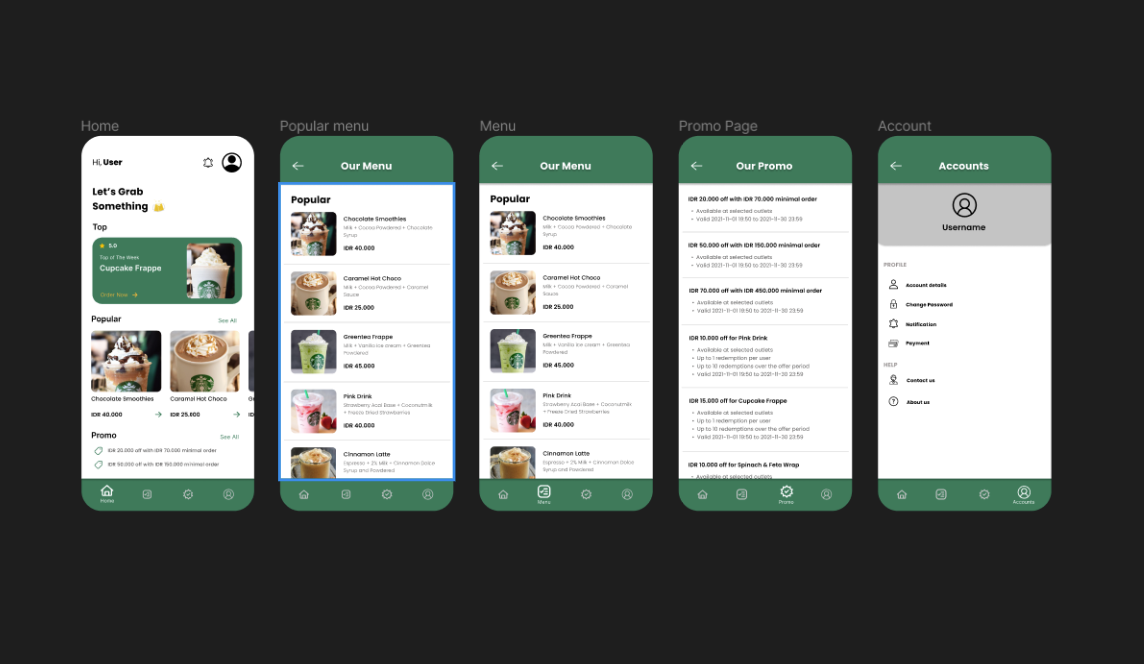 Home
Hi, User
Let's Grab
Something
Top
5.0
Top of The Week
Cupcake Frappe
Order Now
Popular
See All
Chocolate Smoothies
Caramel Hot Choco
IDR 40.000
IDR 25.000
Promo
See All
IDR 20.000 off with IDR 70.000 minimal order
IDR 50.000 off with IDR 150.000 minimal order
Home
Popular menu
Our Menu
Popular
Chocolate Smoothies
Milk + Cocoa Powdered + Chocolate
Syrup
IDR 40.000
Caramel Hot Choco
Milk + Cocoa Powdered + Caramel
Sauce
IDR 25.000
Greentea Frappe
Milk + Vanilla Ice cream + Greentea
Powdered
IDR 45.000
Pink Drink
Strawberry Acai Base + Coconutmilk
+ Freeze Dried Strawberries
IDR 40.000
Cinnamon Latte
Espresso + 2% Milk + Cinnamon Dolce
Syrup and Powdered
Menu
Our Menu
Popular
Chocolate Smoothies
Milk + Cocoa Powdered + Chocolate
Syrup
IDR 40.000
Caramel Hot Choco
Milk + Cocoa Powdered + Caramel
Sauce
IDR 25.000
Greentea Frappe
Milk + Vanilla Ice cream + Greentea
Powdered
IDR 45.000
Pink Drink
Strawberry Acai Base + Coconutmilk
+ Freeze Dried Strawberries
IDR 40.000
Cinnamon Latte
Espresso + 2% Milk + Cinnamon Dolce
Syrup and Powdered
Menu
Promo Page
Our Promo
IDR 20.000 off with IDR 70.000 minimal order
• Available at selected outlets
• Valid 2021-11-01 19:50 to 2021-11-30 23:59
IDR 50.000 off with IDR 150.000 minimal order
• Available at selected outlets
• Valid 2021-11-01 19:50 to 2021-11-30 23:59
IDR 70.000 off with IDR 450.000 minimal order
• Available at selected outlets
• Valid 2021-11-01 19:50 to 2021-11-30 23:59
IDR 10.000 off for Pink Drink
• Available at selected outlets
• Up to 1 redemption per user
• Up to 10 redemptions over the offer period
• Valid 2021-11-01 19:50 to 2021-11-30 23:59
IDR 15.000 off for Cupcake Frappe
• Available at selected outlets
• Up to 1 redemption per user
• Up to 10 redemptions over the offer period
• Valid 2021-11-01 19:50 to 2021-11-30 23:59
IDR 10.000 off for Spinach & Feta Wrap
• Available at selected outlets
Promo
Account
Accounts
Username
PROFILE
Account details
Change Password
Notification
Payment
HELP
Contact us
About us
Accounts